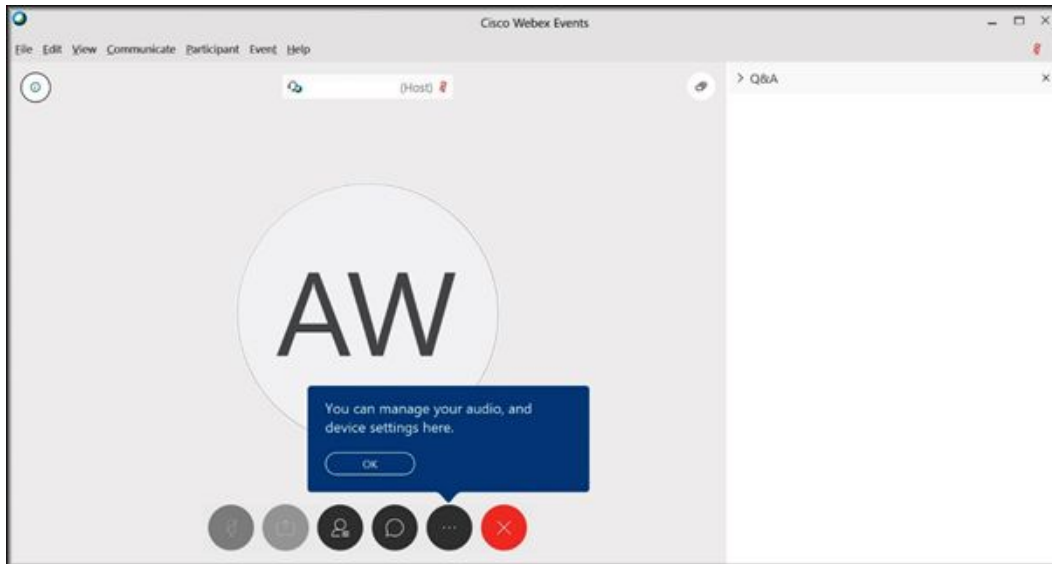 Cisco Webex Events
File Edit View Communicate Participant Event Help
(Host)
Q&A
AW
You can manage your audio, and
device settings here.
OK